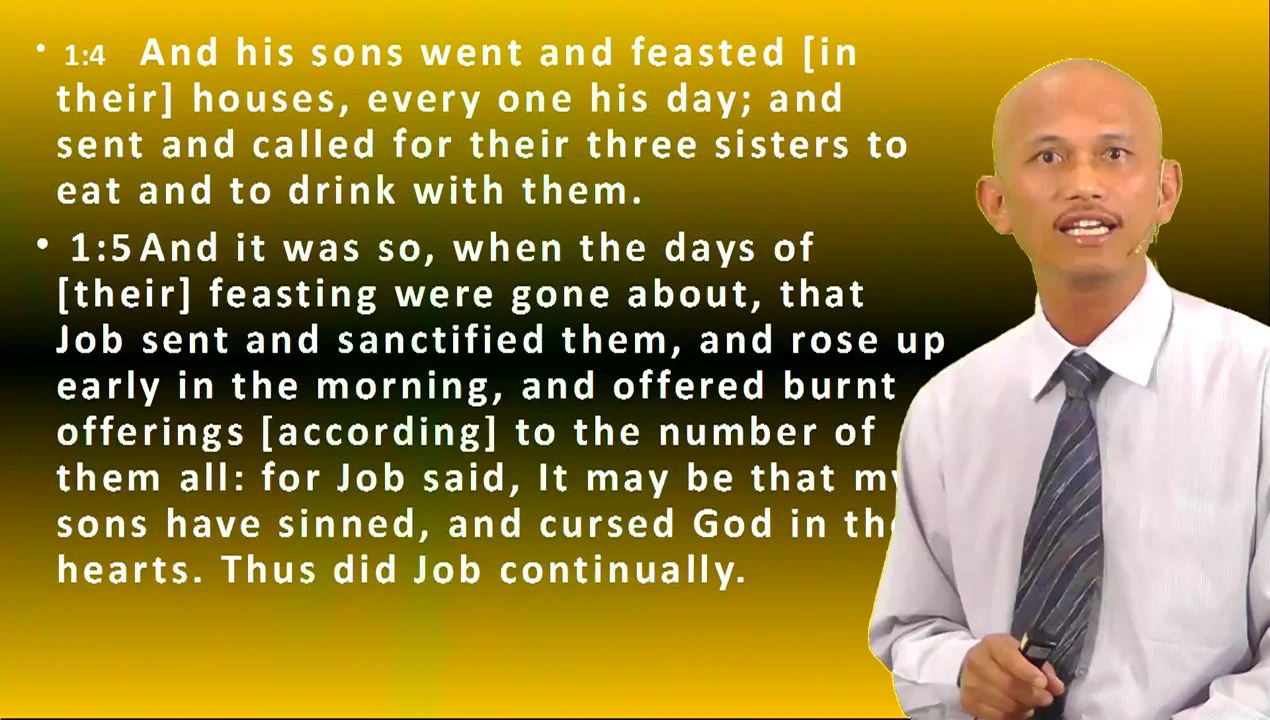 • 1:4 And his sons went and feasted [in
their] houses, every one his day; and
sent and called for their three sisters to
eat and to drink with them.
• 1:5 And it was so, when the days of
[their] feasting were gone about, that
Job sent and sanctified them, and rose up
early in the morning, and offered burnt
offerings [according] to the number of
them all: for Job said, It may be that my
sons have sinned, and cursed God in
hearts. Thus did Job continually.